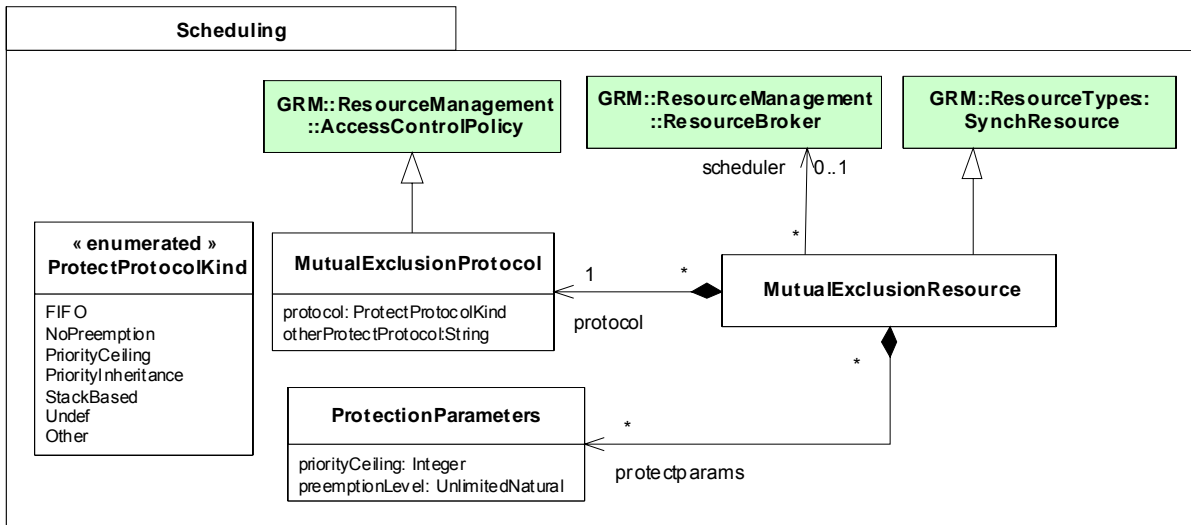 Scheduling
GRM::ResourceManagement
::AccessControlPolicy
GRM::ResourceManagement
::ResourceBroker
GRM::ResourceTypes::
SynchResource
scheduler
0..1
*
« enumerated »
ProtectProtocolKind
FIFO
NoPreemption
PriorityCeiling
PriorityInheritance
StackBased
Undef
Other
MutualExclusionProtocol
protocol: ProtectProtocolKind
otherProtectProtocol:String
1
*
protocol
MutualExclusionResource
*
ProtectionParameters
priorityCeiling: Integer
preemptionLevel: UnlimitedNatural
*
protectparams